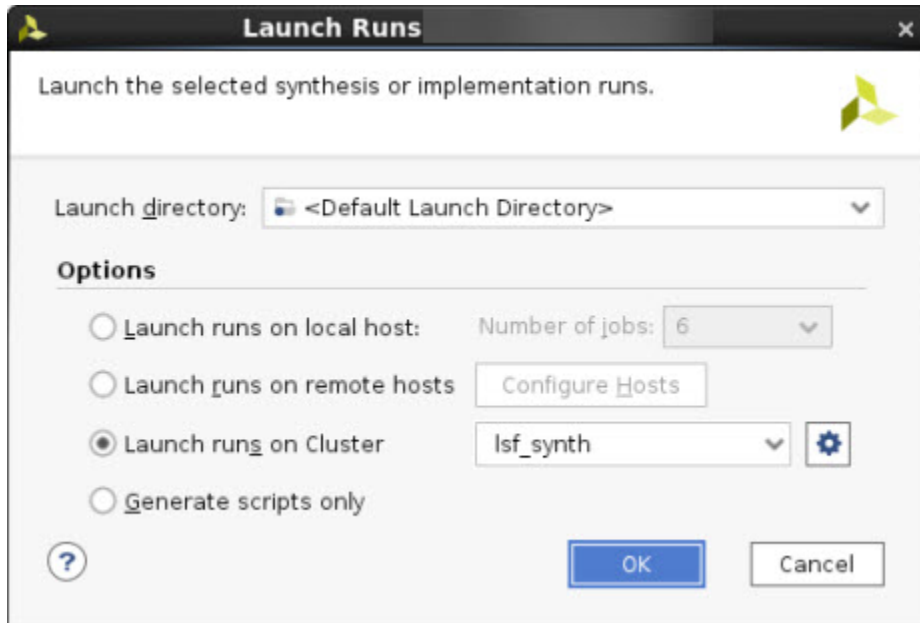 Launch Runs
Launch the selected synthesis or implementation runs.
Launch directory: <Default Launch Directory>
Options
Launch runs on local host: Number of jobs: 6
Launch runs on remote hosts Configure Hosts
Launch runs on Cluster lsf_synth
Generate scripts only
? OK Cancel